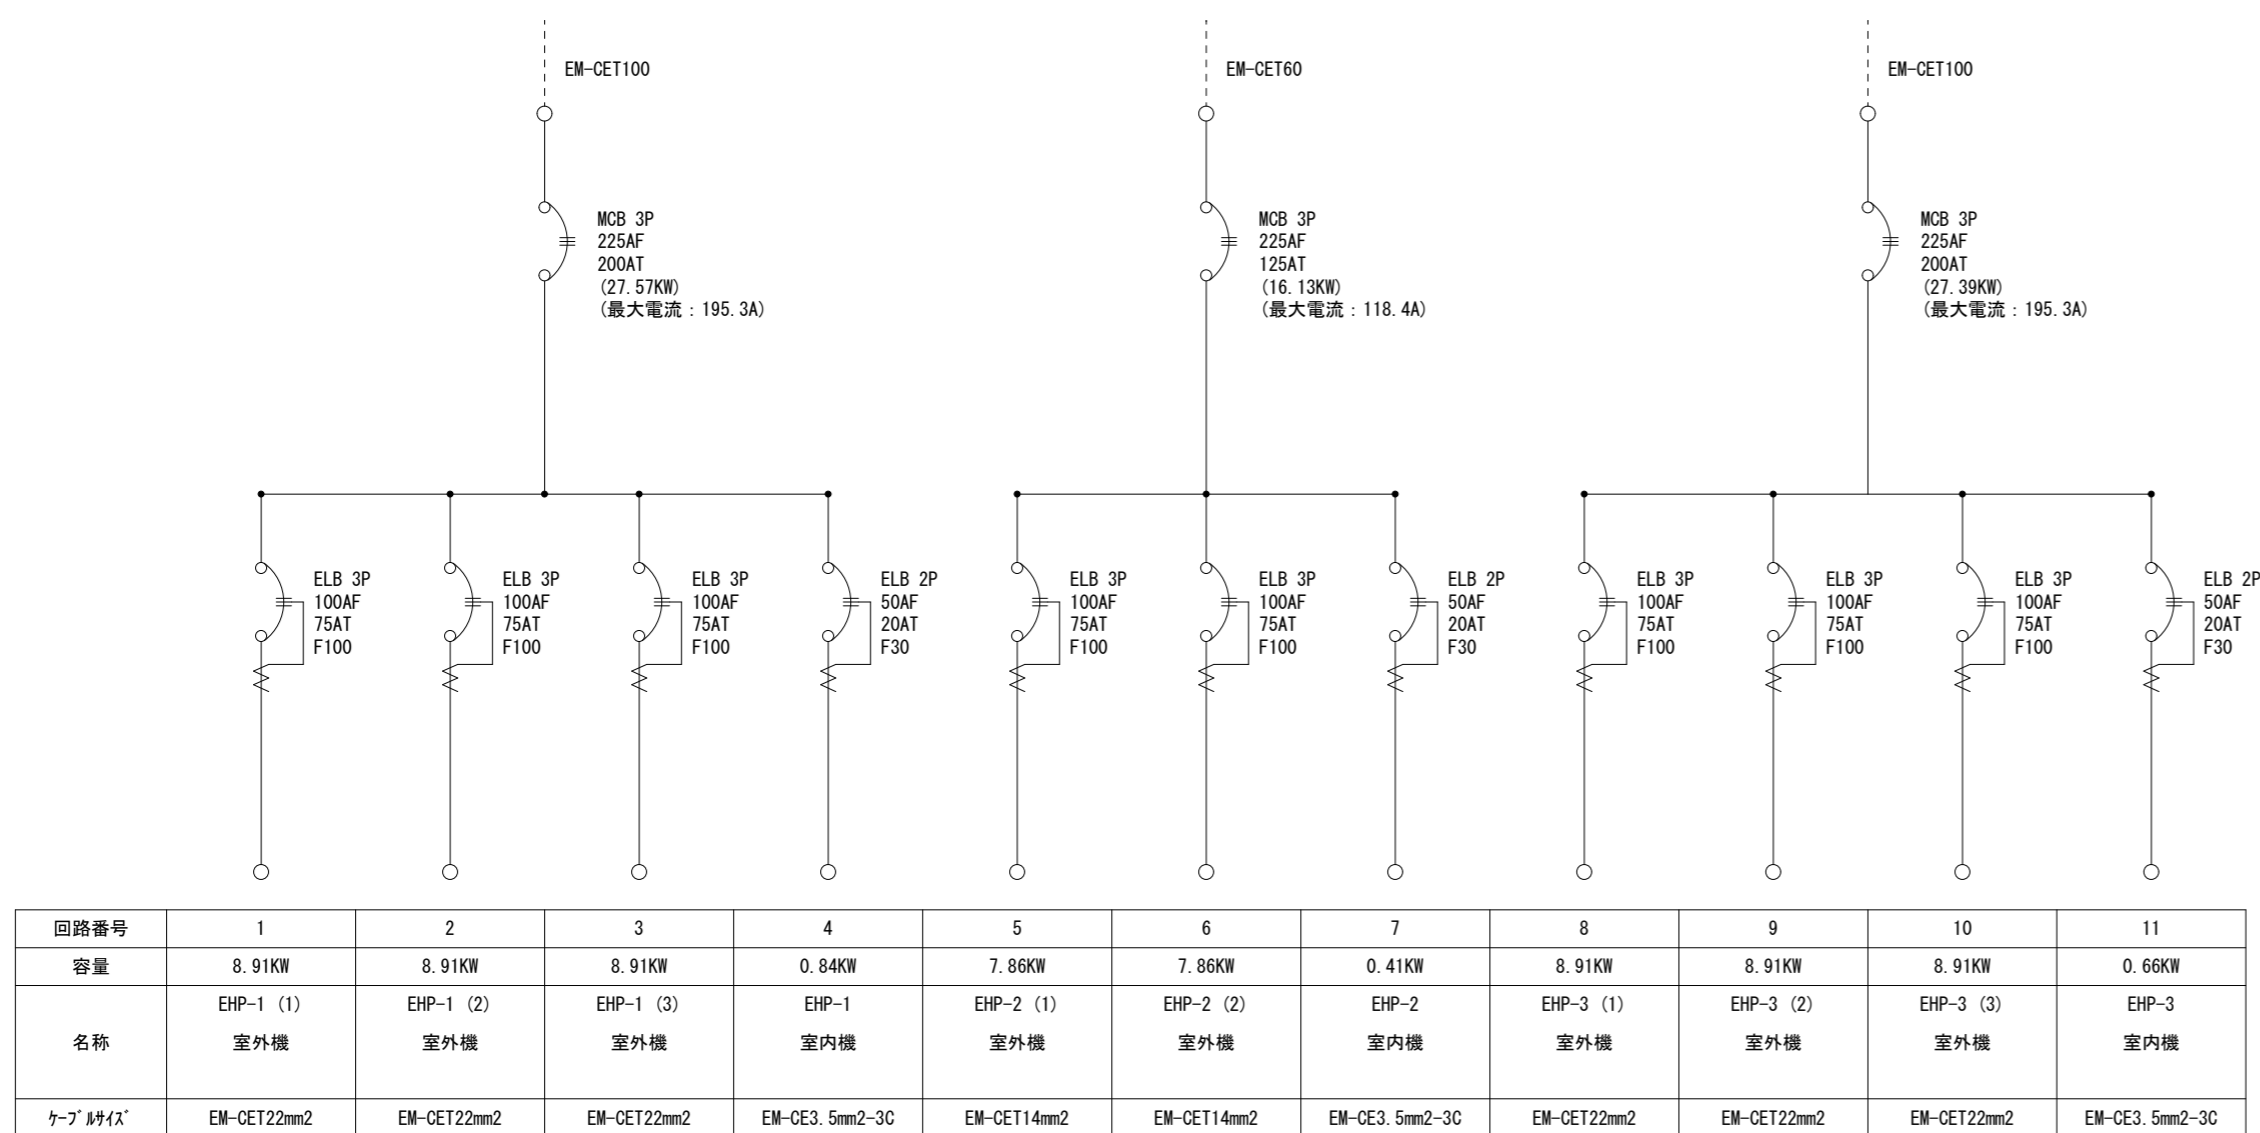 EM-CET100
EM-CET60
EM-CET100
MCB 3P
225AF
200AT
(27.57KW)
(最大電流：195.3A)
MCB 3P
225AF
125AT
(16.13KW)
(最大電流：118.4A)
MCB 3P
225AF
200AT
(27.39KW)
(最大電流：195.3A)
ELB 3P
100AF
75AT
F100
ELB 3P
100AF
75AT
F100
ELB 3P
100AF
75AT
F100
ELB 2P
50AF
20AT
F30
ELB 3P
100AF
75AT
F100
ELB 3P
100AF
75AT
F100
ELB 2P
50AF
20AT
F30
ELB 3P
100AF
75AT
F100
ELB 3P
100AF
75AT
F100
ELB 3P
100AF
75AT
F100
ELB 2P
50AF
20AT
F30
回路番号 1 2 3 4 5 6 7 8 9 10 11
容量 8.91KW 8.91KW 8.91KW 0.84KW 7.86KW 7.86KW 0.41KW 8.91KW 8.91KW 8.91KW 0.66KW
EHP-1 (1) EHP-1 (2) EHP-1 (3) EHP-1 EHP-2 (1) EHP-2 (2) EHP-2 EHP-3 (1) EHP-3 (2) EHP-3 (3) EHP-3
名称 室外機 室外機 室外機 室内機 室外機 室外機 室内機 室外機 室外機 室外機 室内機
ｹｰﾌﾞﾙｻｲｽﾞ EM-CET22mm2 EM-CET22mm2 EM-CET22mm2 EM-CE3.5mm2-3C EM-CET14mm2 EM-CET14mm2 EM-CE3.5mm2-3C EM-CET22mm2 EM-CET22mm2 EM-CET22mm2 EM-CE3.5mm2-3C